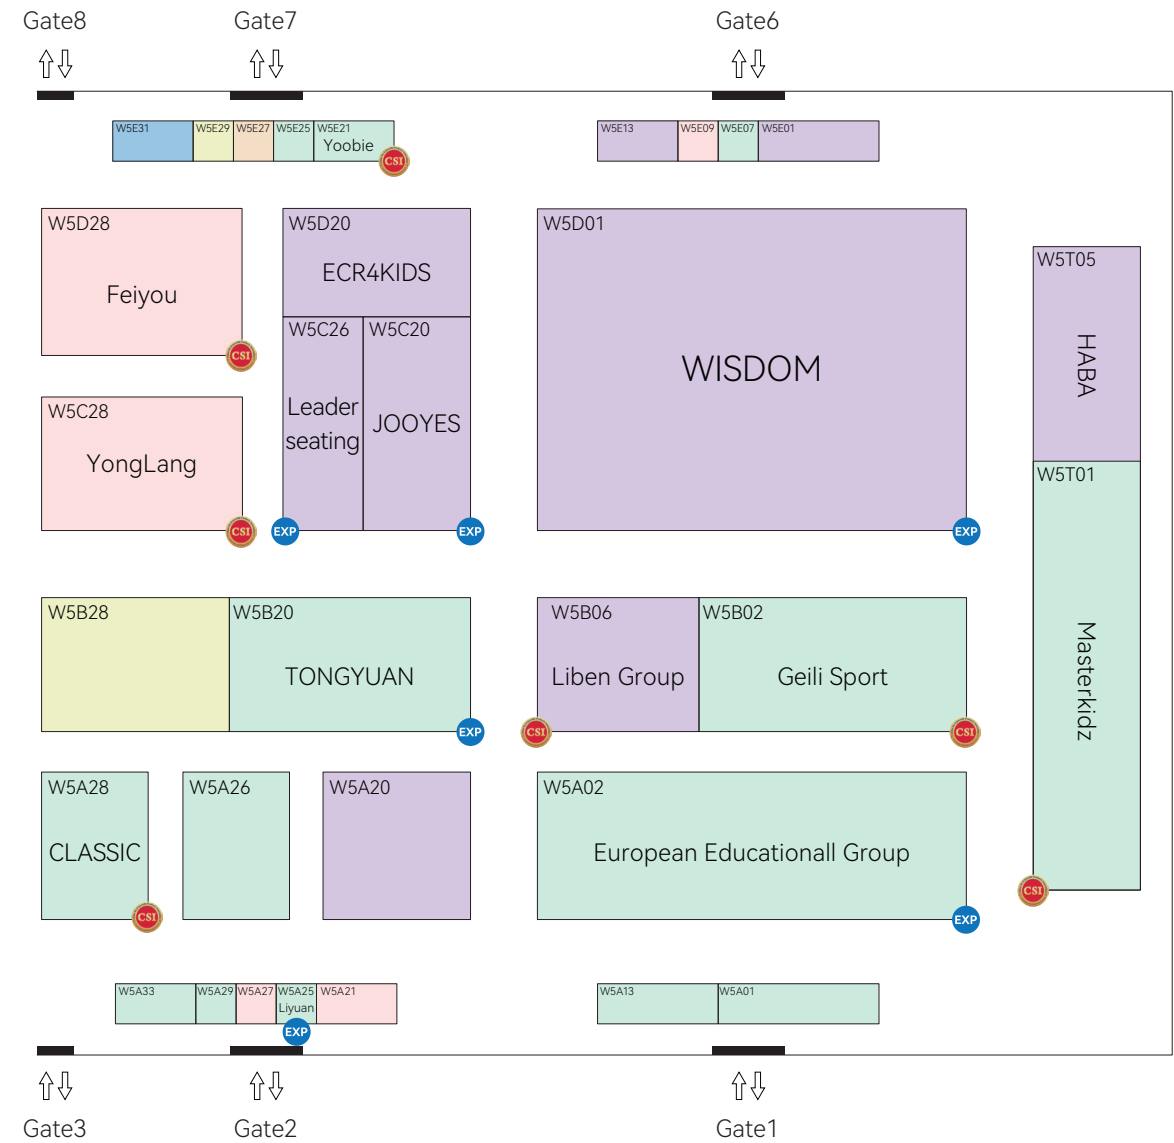 Gate8
Gate7
Gate6
W5E31
W5E29
W5E27
W5E25
W5E21
Yoobie
CSI
W5E13
W5E09
W5E07
W5E01
W5D28
Feiyou
CSI
W5D20
ECR4KIDS
W5D01
WISDOM
EXP
W5T05
HABA
W5C28
YongLang
CSI
W5C26
Leader
seating
EXP
W5C20
JOOYES
EXP
W5T01
Masterkidz
CSI
W5B28
W5B20
TONGYUAN
EXP
W5B06
Liben Group
CSI
W5B02
Geili Sport
CSI
W5A28
CLASSIC
CSI
W5A26
W5A20
W5A02
European Educationall Group
EXP
W5A33
W5A29
W5A27
W5A25
Liyuan
EXP
W5A21
W5A13
W5A01
Gate3
Gate2
Gate1